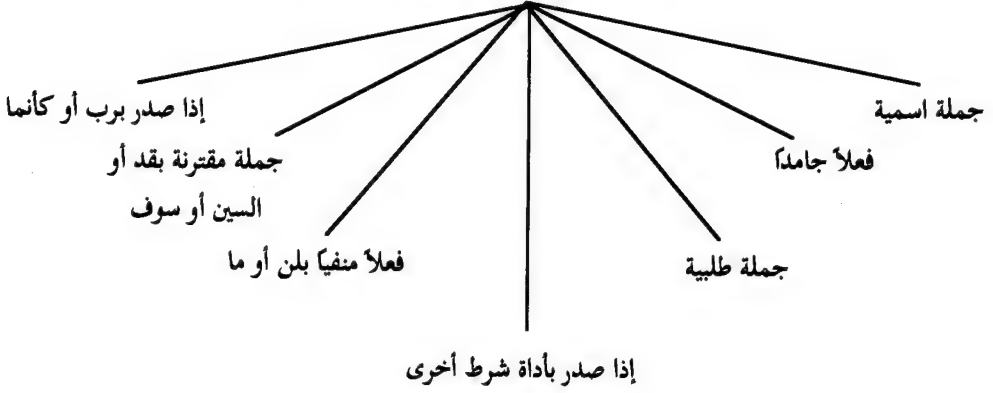 جملة اسمية
فعلاً جامداً
جملة طلبية
إذا صدر بأداة شرط أخرى
فعلاً منفياً بلن أو ما
جملة مقترنة بقد أو
السين أو سوف
إذا صدر برب أو كأنما